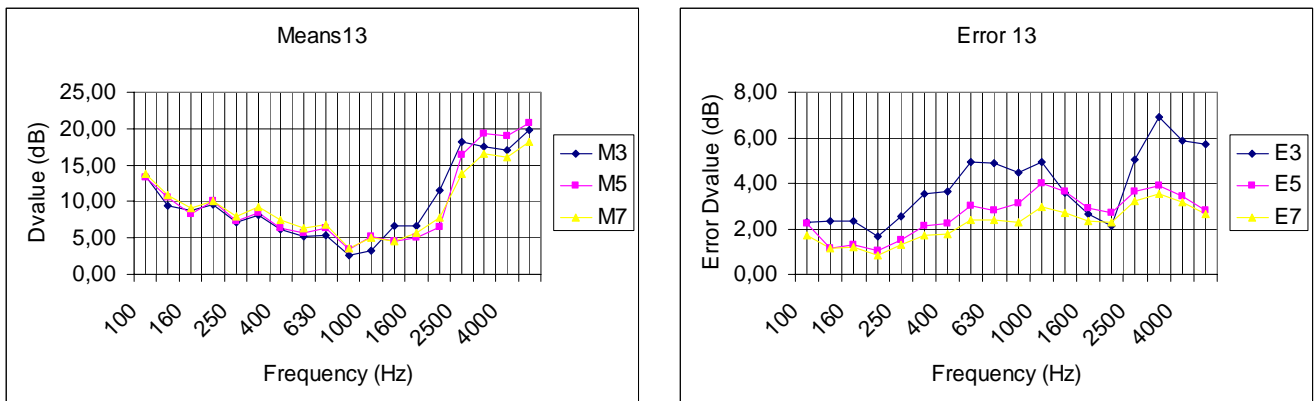 Means13
25,00
20,00
15,00
10,00
5,00
0,00
Dvalue (dB)
100
160
250
400
630
1000
1600
2500
4000
Frequency (Hz)
M3
M5
M7
Error 13
8,00
6,00
4,00
2,00
0,00
Error Dvalue (dB)
100
160
250
400
630
1000
1600
2500
4000
Frequency (Hz)
E3
E5
E7